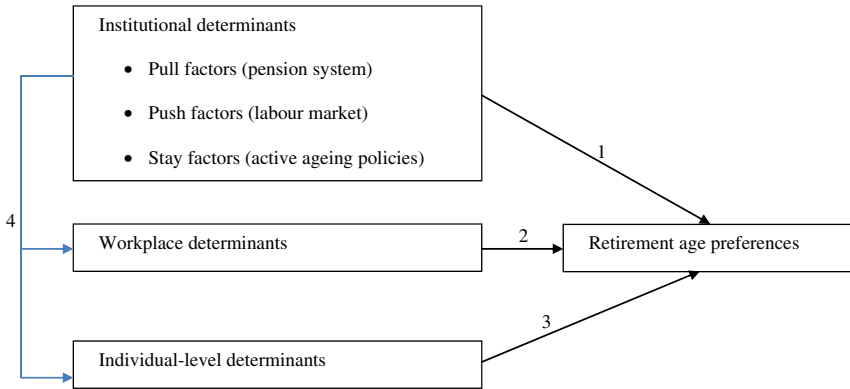 Institutional determinants
• Pull factors (pension system)
• Push factors (labour market)
• Stay factors (active ageing policies)
1
4
Workplace determinants
2
Retirement age preferences
3
Individual-level determinants